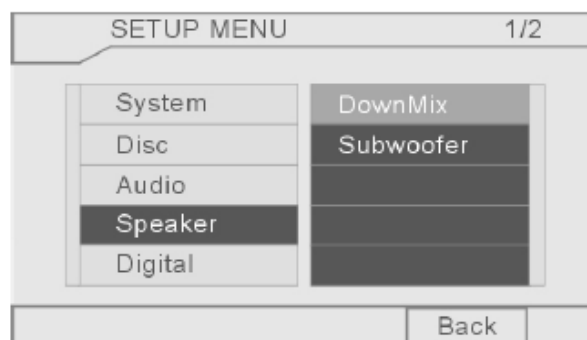 SETUP MENU 1/2
System
Disc
Audio
Speaker
Digital
DownMix
Subwoofer
Back